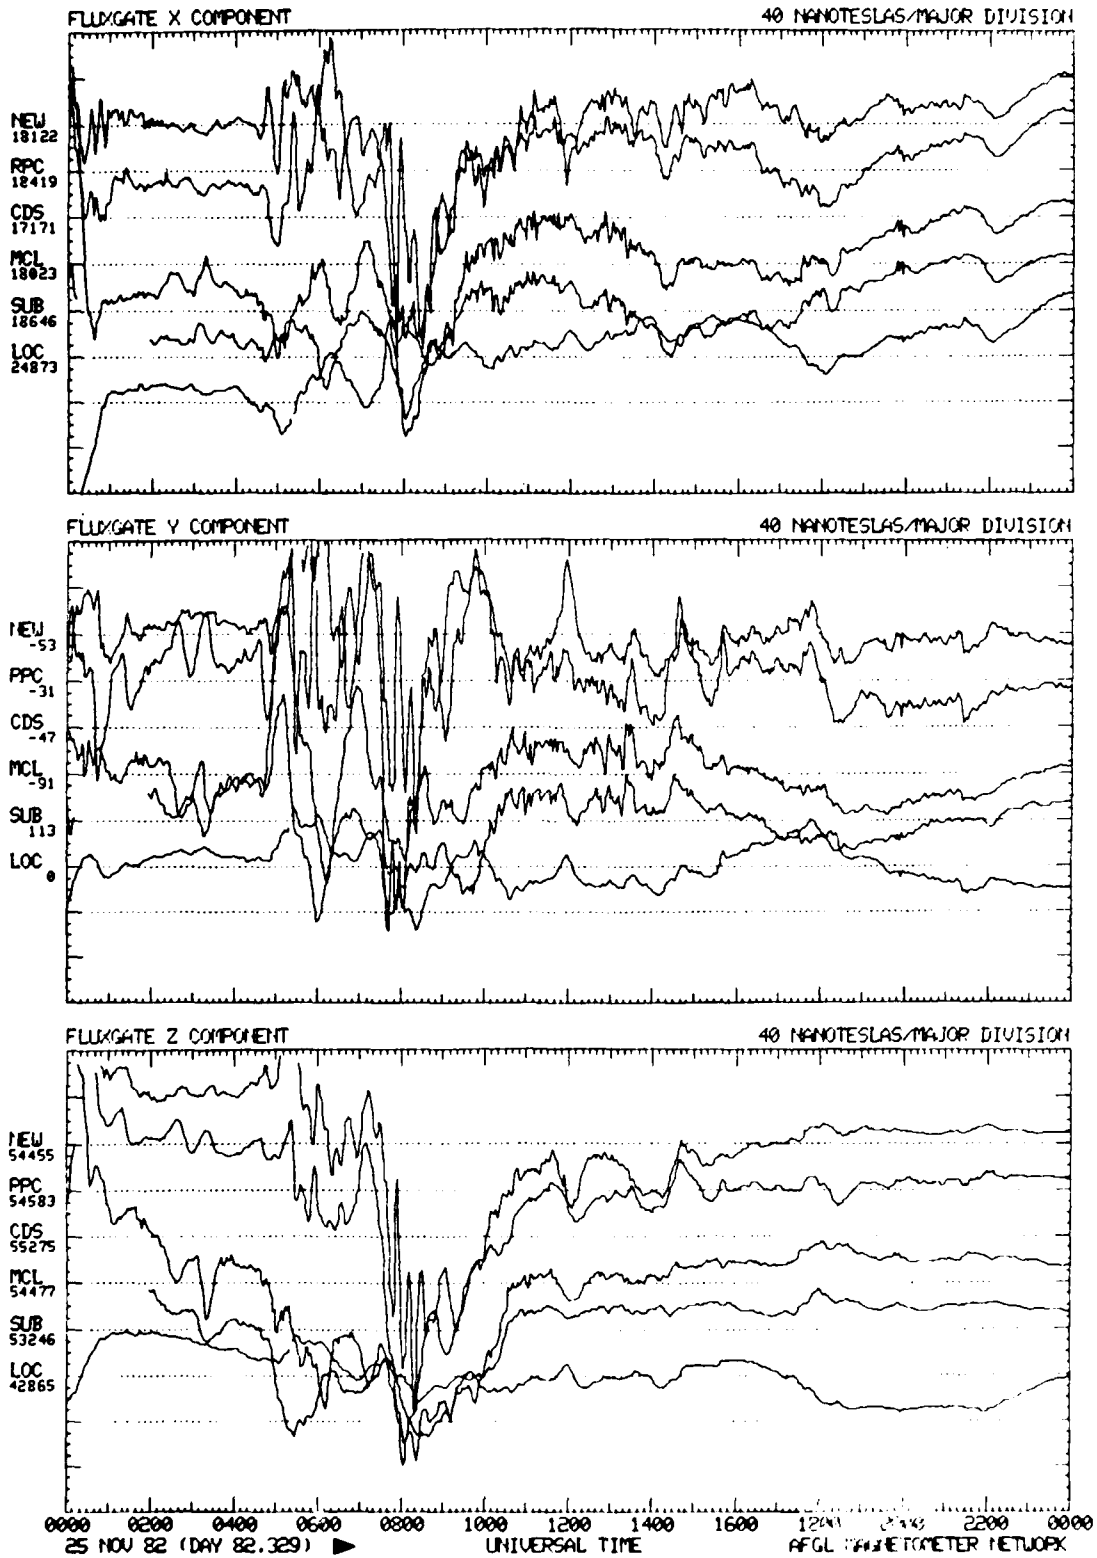 FLUXGATE X COMPONENT 40 NANOTESLAS/MAJOR DIVISION
NEW
18122
RPC
18419
CDS
17171
MCL
18023
SUB
18646
LOC
24873
FLUXGATE Y COMPONENT 40 NANOTESLAS/MAJOR DIVISION
NEW
-53
PPC
-31
CDS
-47
MCL
-91
SUB
113
LOC
0
FLUXGATE Z COMPONENT 40 NANOTESLAS/MAJOR DIVISION
NEW
54455
PPC
54583
CDS
55275
MCL
54477
SUB
53246
LOC
42865
0000 0200 0400 0600 0800 1000 1200 1400 1600 1800 2000 2200 0000
25 NOV 82 (DAY 82.329) ▶ UNIVERSAL TIME AFGL MAGNETOMETER NETWORK